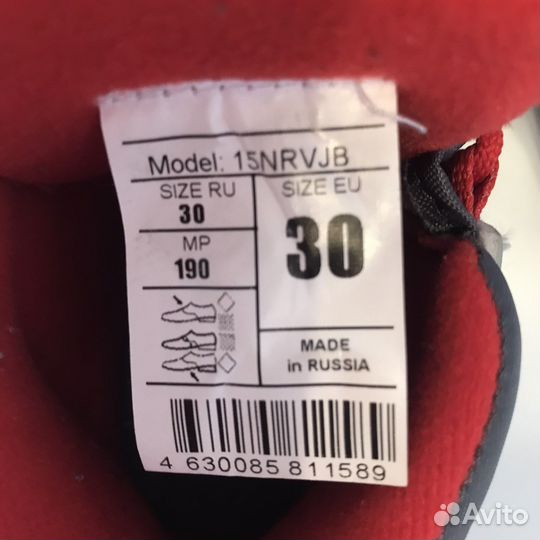 Model: 15NRVJB
SIZE RU
30
SIZE EU
30
MP
190
MADE
in RUSSIA
4 630085 811589
Avito